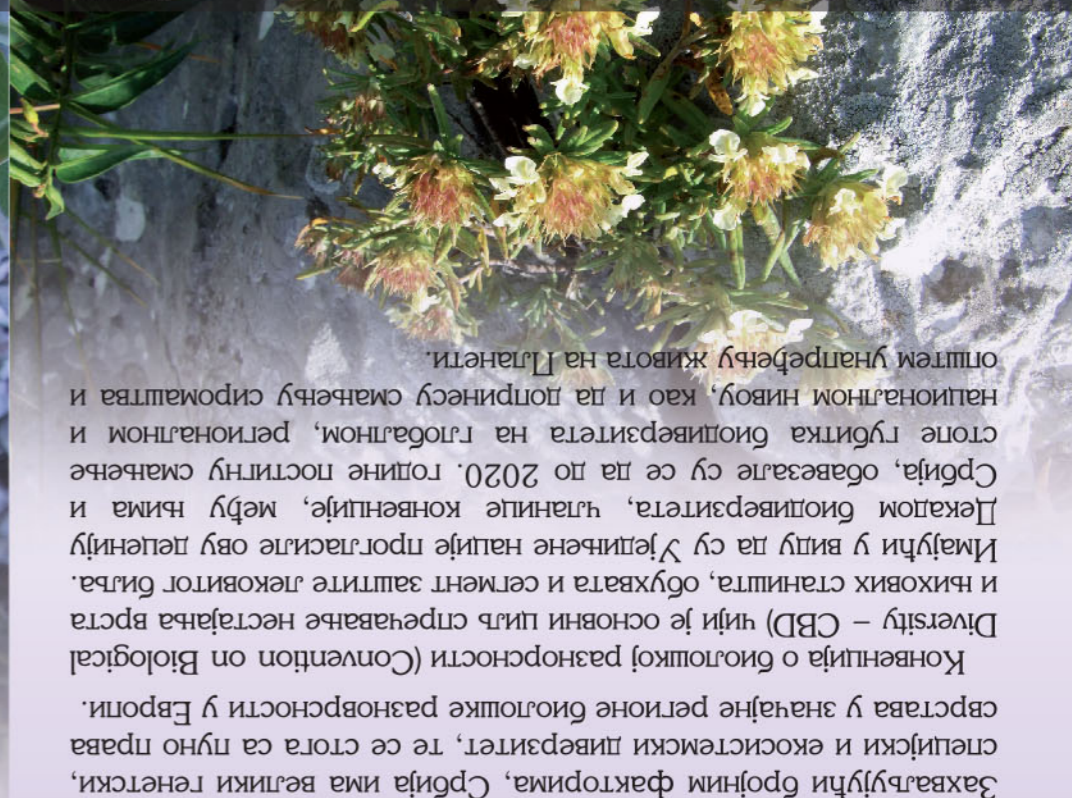 Захваљујући бројним факторима, Србија има велики генетски,
специјски и екосистемски диверзитет, те се стога са пуно права
сврстава у значајне регионе биолошке разноврсности у Европи.
Конвенција о биолошкој разнорсности (Convention on Biological
Diversity – CBD) чији је основни циљ спречавање нестајања врста
и њихових станишта, обухвата и сегмент заштите лековитог биља.
Имајући у виду да су Уједињене нације прогласиле ову деценију
Декадом биодиверзитета, чланице конвенције, међу њима и
Србија, обавезале су се да до 2020. године постигну смањење
стопе губитка биодиверзитета на глобалном, регионалном и
националном нивоу, као и да допринесу смањењу сиромаштва и
општем унапређењу живота на Планети.